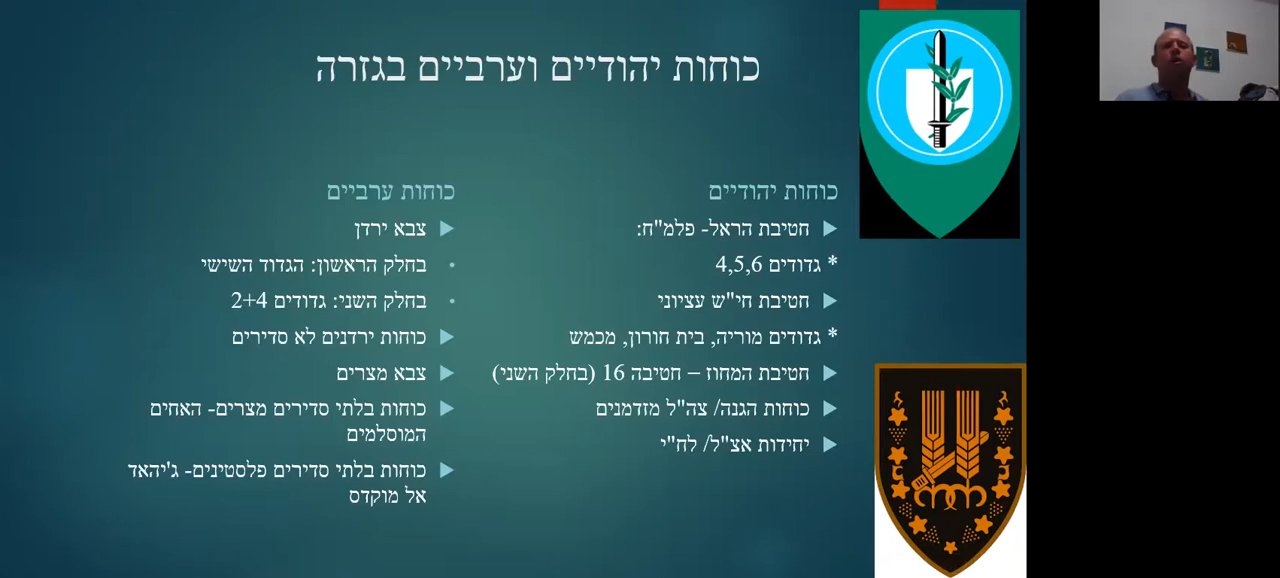 כוחות יהודיים וערביים בגזרה
כוחות יהודיים
חטיבת הראל- פלמ"ח:
* גדודים 4,5,6
חטיבת חי"ש עציוני
* גדודים מוריה, בית חורון, מכמש
חטיבת המחוז – חטיבה 16 (בחלק השני)
כוחות הגנה/ צה"ל מזדמנים
יחידות אצ"ל/ לח"י
כוחות ערביים
צבא ירדן
בחלק הראשון: הגדוד השישי
בחלק השני: גדודים 2+4
כוחות ירדנים לא סדירים
צבא מצרים
כוחות בלתי סדירים מצרים- האחים
המוסלמים
כוחות בלתי סדירים פלסטינים- ג'יהאד
אל מוקדס